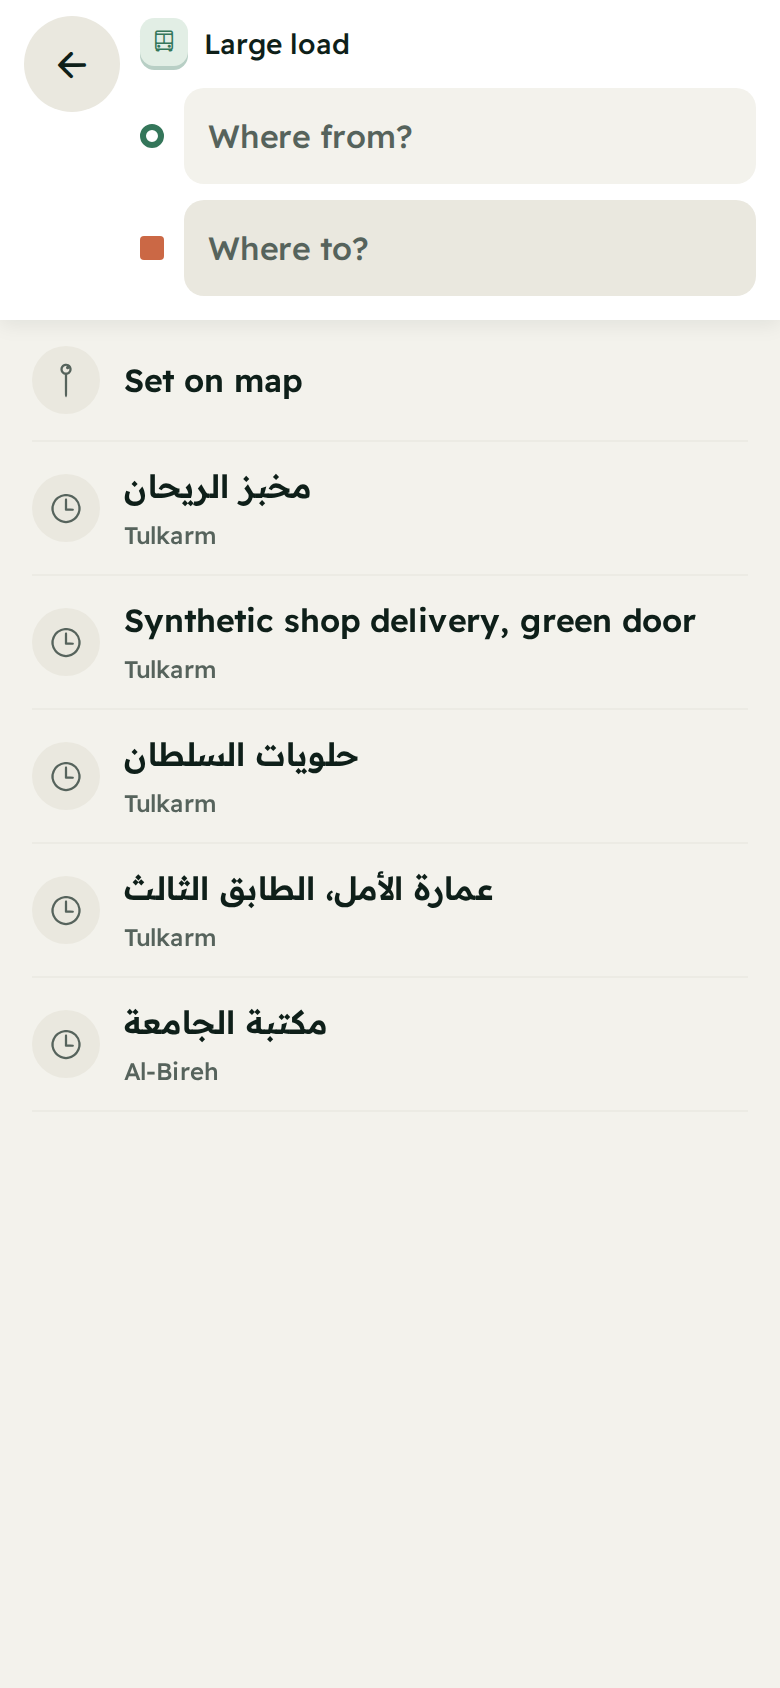 Large load
Where from?
Where to?
Set on map
مخبز الريحان
Tulkarm
Synthetic shop delivery, green door
Tulkarm
حلويات السلطان
Tulkarm
عمارة الأمل، الطابق الثالث
Tulkarm
مكتبة الجامعة
Al-Bireh